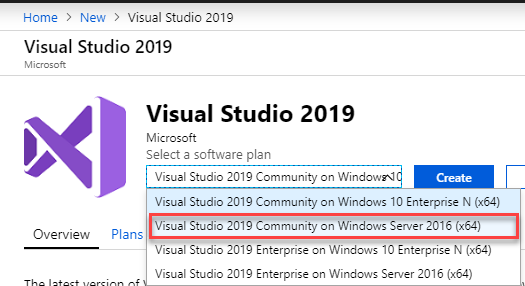 Home > New > Visual Studio 2019
Visual Studio 2019
Microsoft
Visual Studio 2019
Microsoft
Select a software plan
Visual Studio 2019 Community on Windows 10
Create
Visual Studio 2019 Community on Windows 10 Enterprise N (x64)
Visual Studio 2019 Community on Windows Server 2016 (x64)
Overview Plans
Visual Studio 2019 Enterprise on Windows 10 Enterprise N (x64)
Visual Studio 2019 Enterprise on Windows Server 2016 (x64)
The latest version of